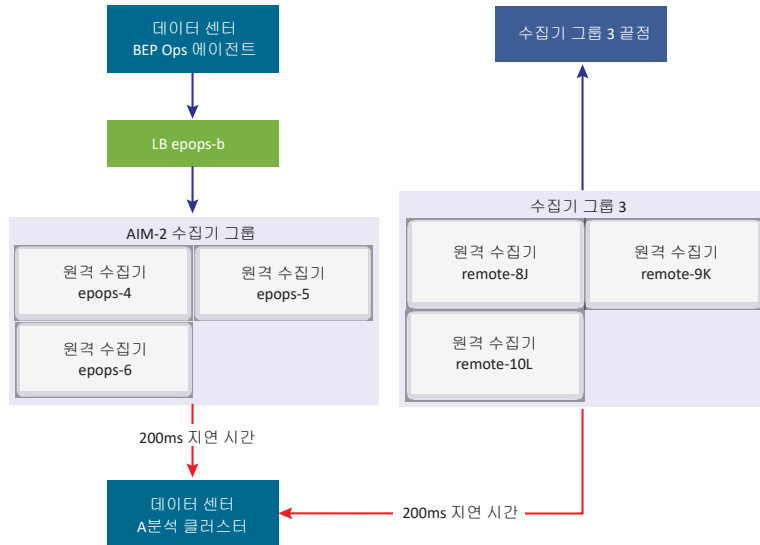 데이터 센터
BEP Ops 에이전트
LB epops-b
AIM-2 수집기 그룹
원격 수집기
epops-4
원격 수집기
epops-5
원격 수집기
epops-6
200ms 지연 시간
데이터 센터
A분석 클러스터
수집기 그룹 3 끝점
수집기 그룹 3
원격 수집기
remote-8J
원격 수집기
remote-9K
원격 수집기
remote-10L
200ms 지연 시간